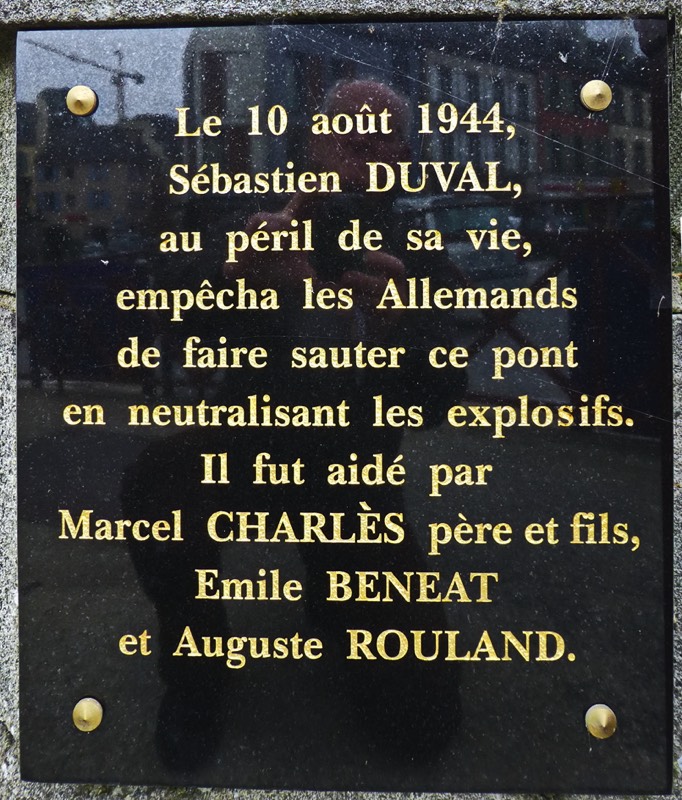 Le 10 août 1944,
Sébastien DUVAL,
au péril de sa vie,
empêcha les Allemands
de faire sauter ce pont
en neutralisant les explosifs.
Il fut aidé par
Marcel CHARLÈS père et fils,
Emile BENEAT
et Auguste ROULAND.